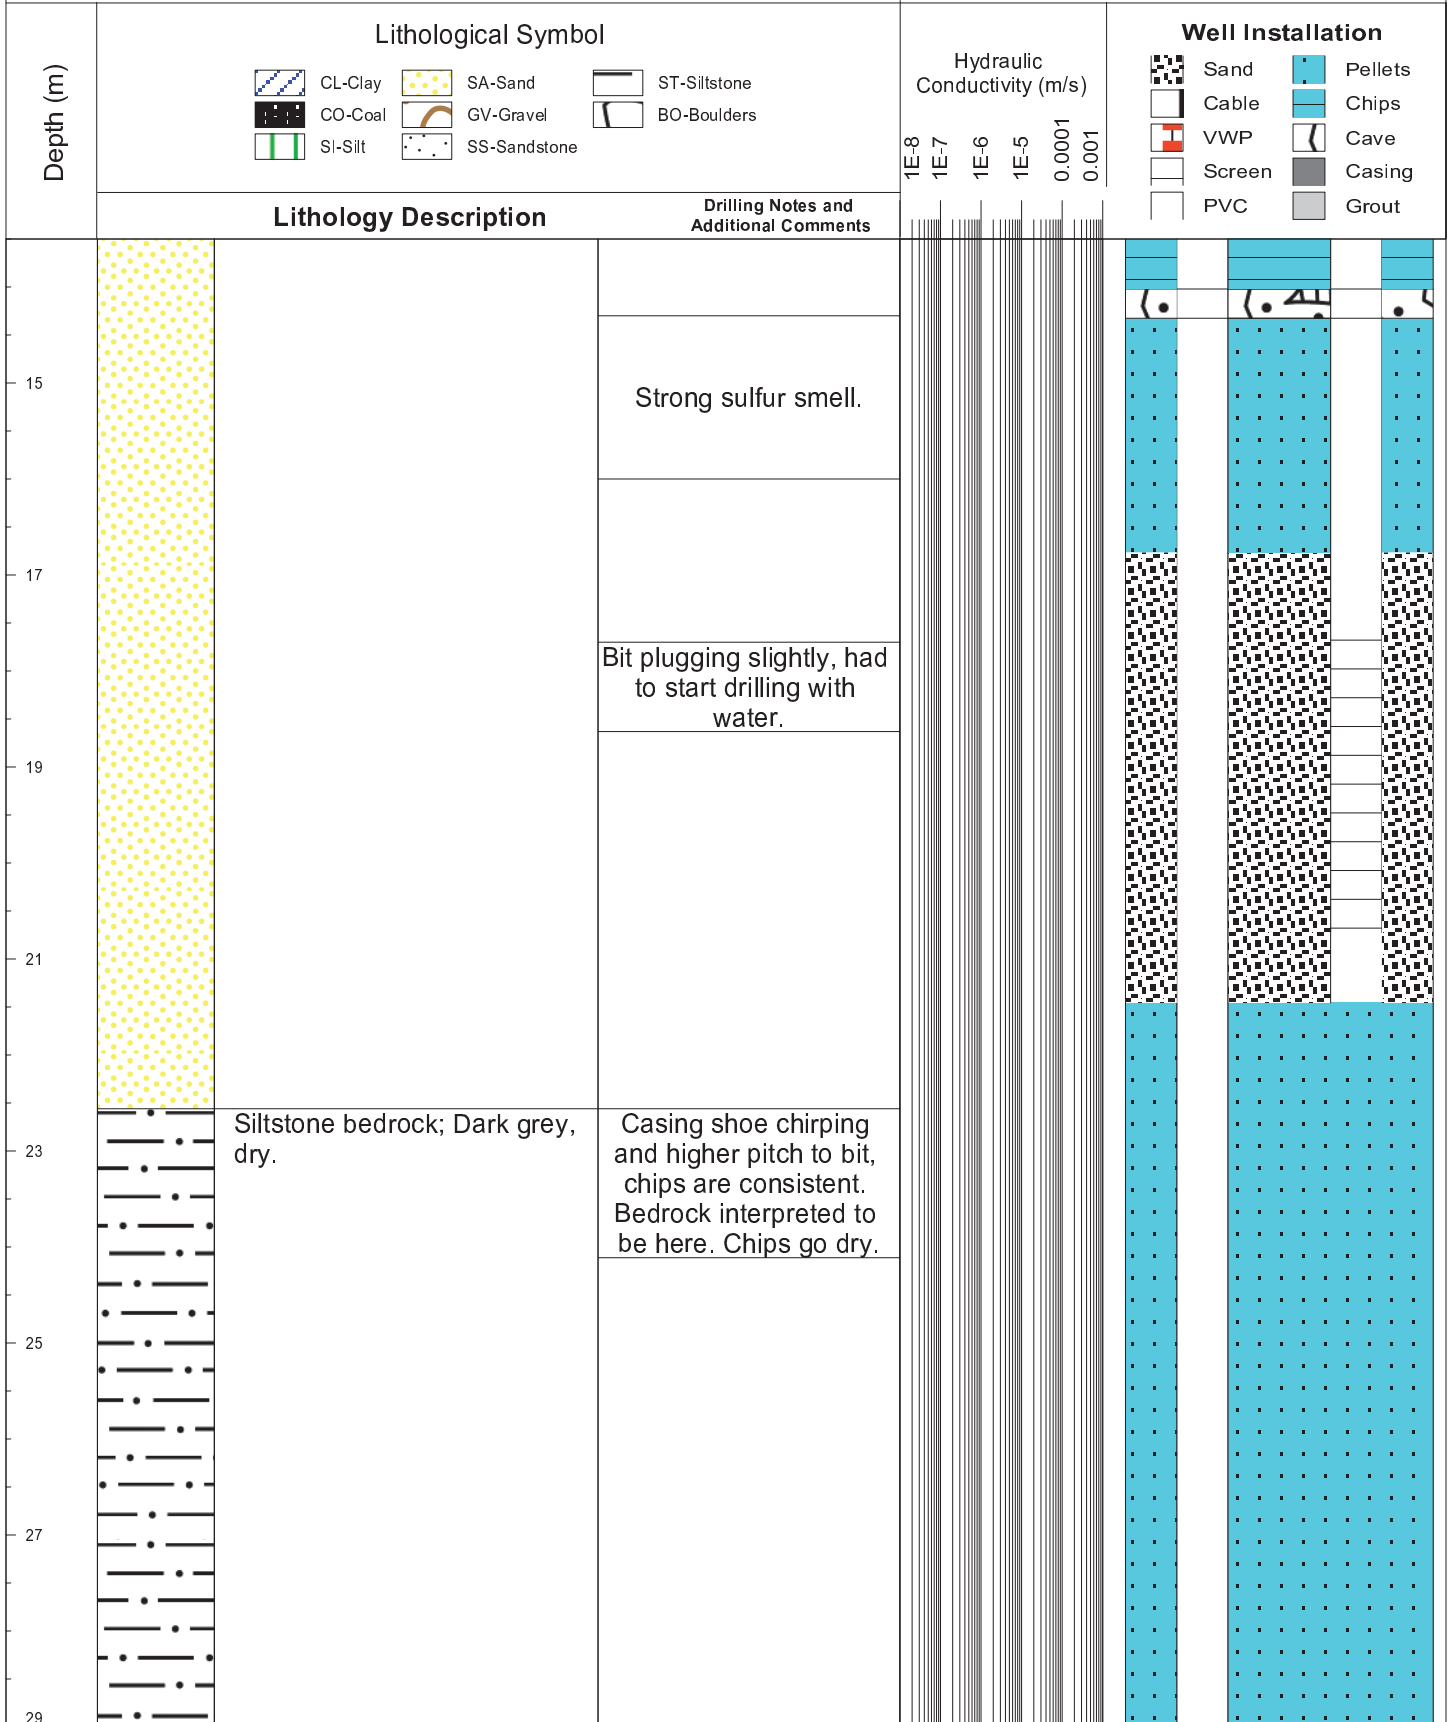 Depth (m)
Lithological Symbol
CL-Clay
SA-Sand
ST-Siltstone
CO-Coal
GV-Gravel
BO-Boulders
SI-Silt
SS-Sandstone
Lithology Description
Drilling Notes and
Additional Comments
Hydraulic
Conductivity (m/s)
1E-8
1E-7
1E-6
1E-5
0.0001
0.001
Well Installation
Sand
Pellets
Cable
Chips
VWP
Cave
Screen
Casing
PVC
Grout
15
Strong sulfur smell.
17
Bit plugging slightly, had
to start drilling with
water.
19
21
23
Siltstone bedrock; Dark grey,
dry.
Casing shoe chirping
and higher pitch to bit,
chips are consistent.
Bedrock interpreted to
be here. Chips go dry.
25
27
29